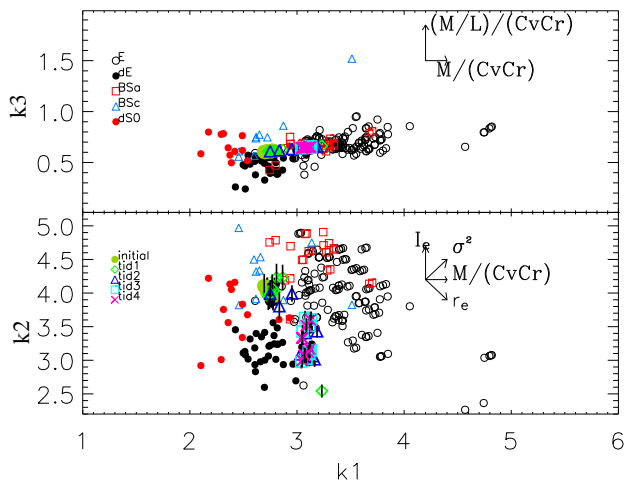 (M/L)/(CvCr)
M/(CvCr)
E
dE
BSa
BSc
dS0
1.5
1.0
0.5
k3
initial
tid1
tid2
tid3
tid4
I_e
σ²
M/(CvCr)
r_e
5.0
4.5
4.0
3.5
3.0
2.5
k2
1 2 3 4 5 6
k1